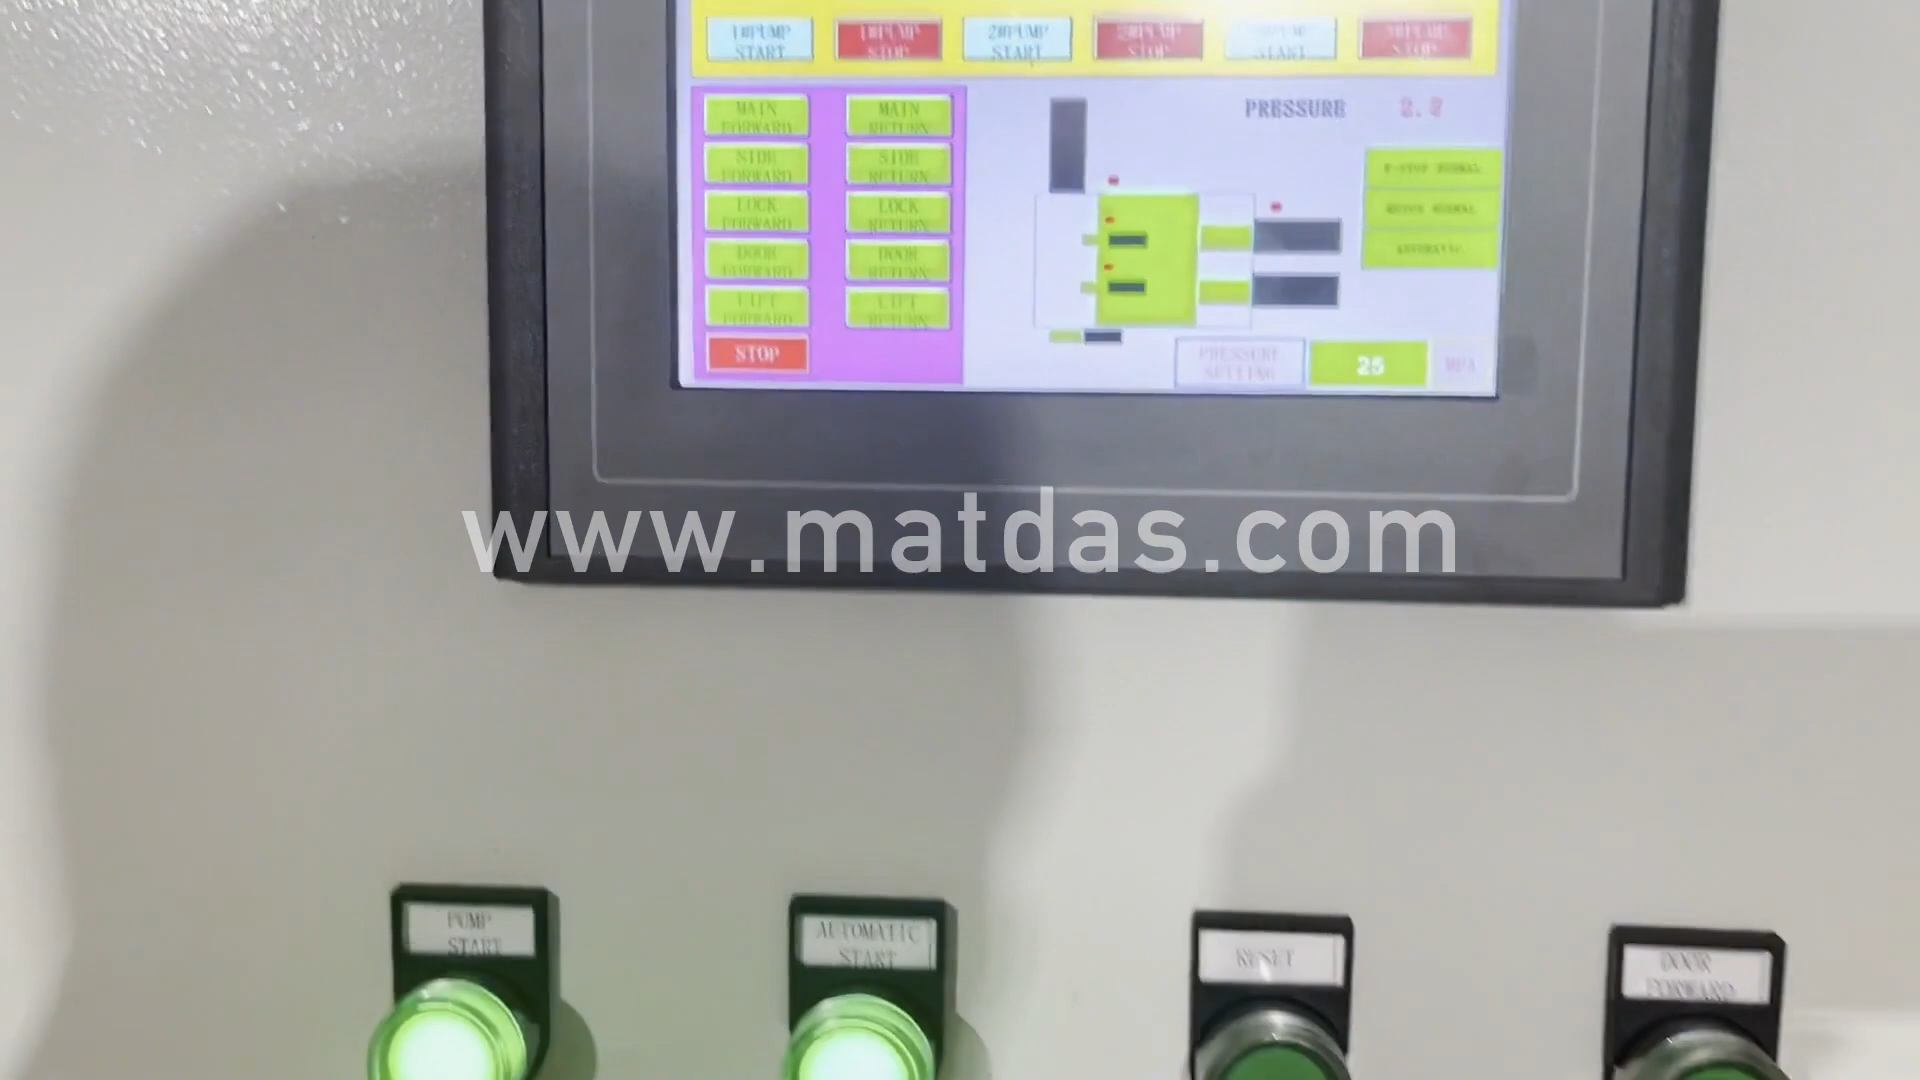 1#PUMP 1#PUMP 2#PUMP 2#PUMP 3#PUMP 3#PUMP
START STOP START STOP START STOP
MAIN MAIN PRESSURE 2.2
FORWARD RETURN
SIDE SIDE E-STOP NORMAL
FORWARD RETURN
LOCK LOCK MOTOR NORMAL
FORWARD RETURN
DOOR DOOR AUTOMATIC
FORWARD RETURN
LIFT LIFT
FORWARD RETURN
STOP PRESSURE 25 MPA
SETTING
www.matdas.com
PUMP AUTOMATIC RESET DOOR
START START FORWARD